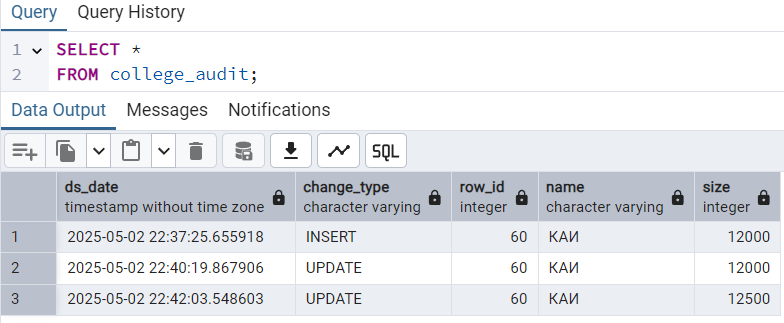 Query Query History
1 SELECT *
2 FROM college_audit;
Data Output Messages Notifications
SQL
ds_date change_type row_id name size
timestamp without time zone character varying integer character varying integer
1 2025-05-02 22:37:25.655918 INSERT 60 КАИ 12000
2 2025-05-02 22:40:19.867906 UPDATE 60 КАИ 12000
3 2025-05-02 22:42:03.548603 UPDATE 60 КАИ 12500